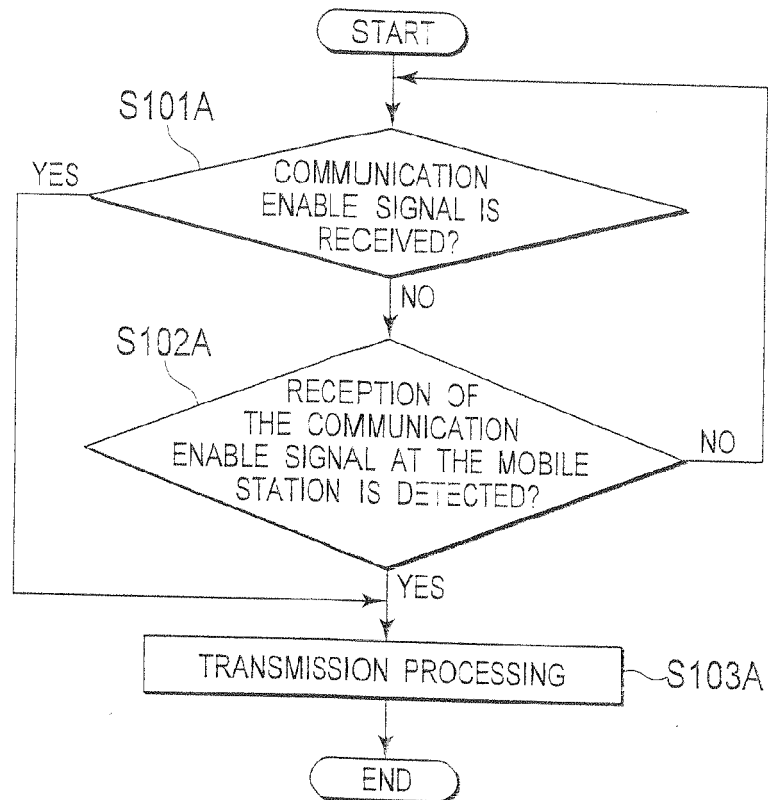 START
S101A
YES
COMMUNICATION
ENABLE SIGNAL IS
RECEIVED?
NO
S102A
RECEPTION OF
THE COMMUNICATION
ENABLE SIGNAL AT THE MOBILE
STATION IS DETECTED?
NO
YES
TRANSMISSION PROCESSING
S103A
END